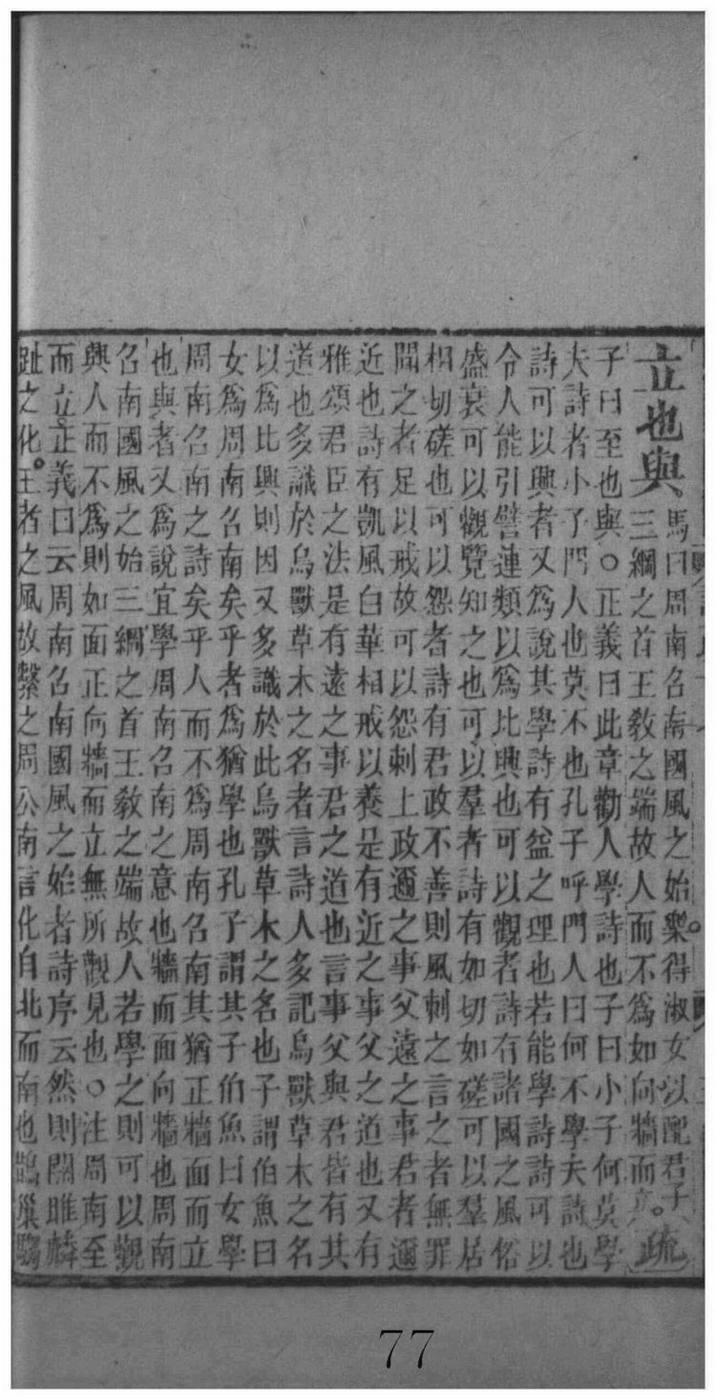 立也與
馬曰周南召南國風之始樂得淑女以配君子
三綱之首王敎之端故人而不爲如向牆而立。疏
子曰至也與○正義曰此章勸人學詩也子曰小子何莫學
夫詩者小子門人也莫不也孔子呼門人曰何不學夫詩也
詩可以興者又爲說其學詩有益之理也若能學詩詩可以
令人能引譬連類以爲比興也可以觀者詩有諸國之風俗
盛衰可以觀覽知之也可以羣者詩有如切如磋可以羣居
相切磋也可以怨者詩有君政不善則風刺之言之者無罪
聞之者足以戒故可以怨刺上政邇之事父遠之事君者邇
近也詩有凱風白華相戒以養是有近之事父之道也又有
雅頌君臣之法是有遠之事君之道也言事父與君皆有其
道也多識於鳥獸草木之名者言詩人多記鳥獸草木之名
以爲比興則因又多識於此鳥獸草木之名也子謂伯魚曰
女爲周南召南矣乎者爲猶學也孔子謂其子伯魚曰女學
周南召南之詩矣乎人而不爲周南召南其猶正牆面而立
也與者又爲說宜學周南召南之意也牆而面向牆也周南
召南國風之始三綱之首王敎之端故人若學之則可以觀
興人而不爲則如面正向牆而立無所觀見也○注周南至
而立。正義曰云周南召南國風之始者詩序云然則關雎麟
趾之化。王者之風故繫之周公南言化自北而南也鵲巢騶
77